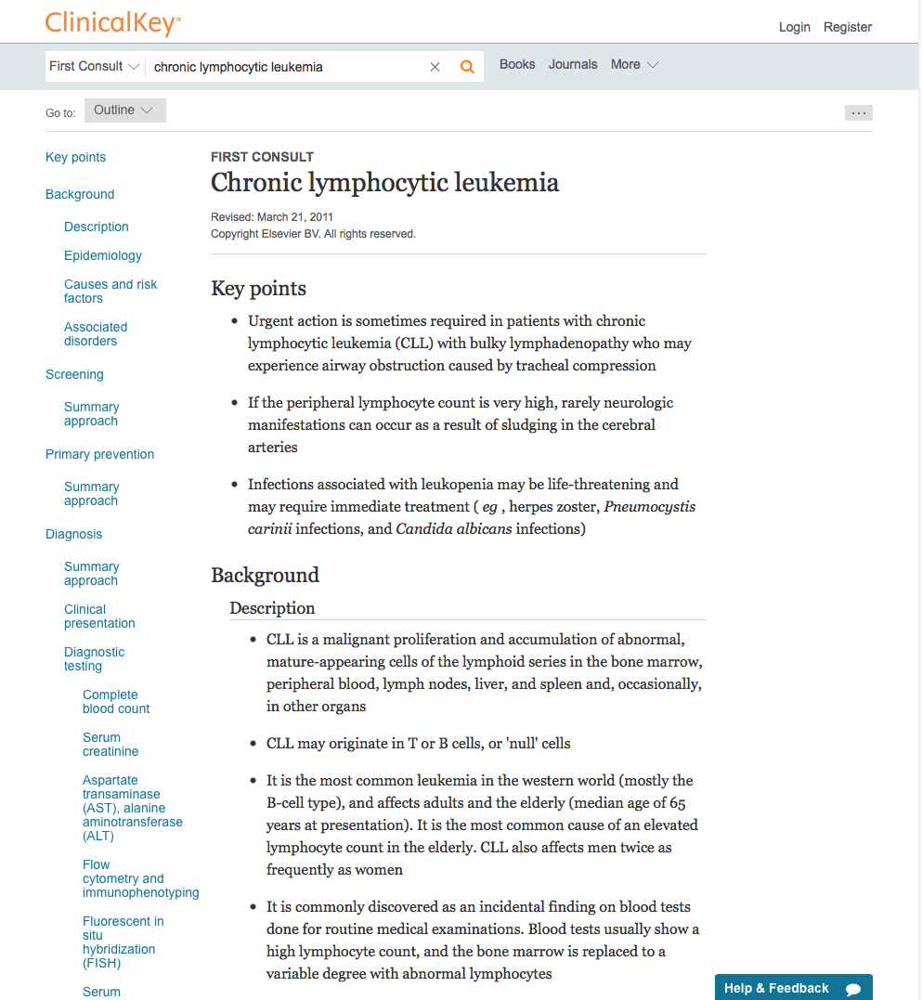 ClinicalKey®
Login Register
First Consult chronic lymphocytic leukemia Books Journals More
Go to: Outline ...
Key points
Background
Description
Epidemiology
Causes and risk
factors
Associated
disorders
Screening
Summary
approach
Primary prevention
Summary
approach
Diagnosis
Summary
approach
Clinical
presentation
Diagnostic
testing
Complete
blood count
Serum
creatinine
Aspartate
transaminase
(AST), alanine
aminotransferase
(ALT)
Flow
cytometry and
immunophenotyping
Fluorescent in
situ
hybridization
(FISH)
Serum
FIRST CONSULT
Chronic lymphocytic leukemia
Revised: March 21, 2011
Copyright Elsevier BV. All rights reserved.
Key points
• Urgent action is sometimes required in patients with chronic
lymphocytic leukemia (CLL) with bulky lymphadenopathy who may
experience airway obstruction caused by tracheal compression
• If the peripheral lymphocyte count is very high, rarely neurologic
manifestations can occur as a result of sludging in the cerebral
arteries
• Infections associated with leukopenia may be life-threatening and
may require immediate treatment ( eg , herpes zoster, Pneumocystis
carinii infections, and Candida albicans infections)
Background
Description
• CLL is a malignant proliferation and accumulation of abnormal,
mature-appearing cells of the lymphoid series in the bone marrow,
peripheral blood, lymph nodes, liver, and spleen and, occasionally,
in other organs
• CLL may originate in T or B cells, or 'null' cells
• It is the most common leukemia in the western world (mostly the
B-cell type), and affects adults and the elderly (median age of 65
years at presentation). It is the most common cause of an elevated
lymphocyte count in the elderly. CLL also affects men twice as
frequently as women
• It is commonly discovered as an incidental finding on blood tests
done for routine medical examinations. Blood tests usually show a
high lymphocyte count, and the bone marrow is replaced to a
variable degree with abnormal lymphocytes
Help & Feedback